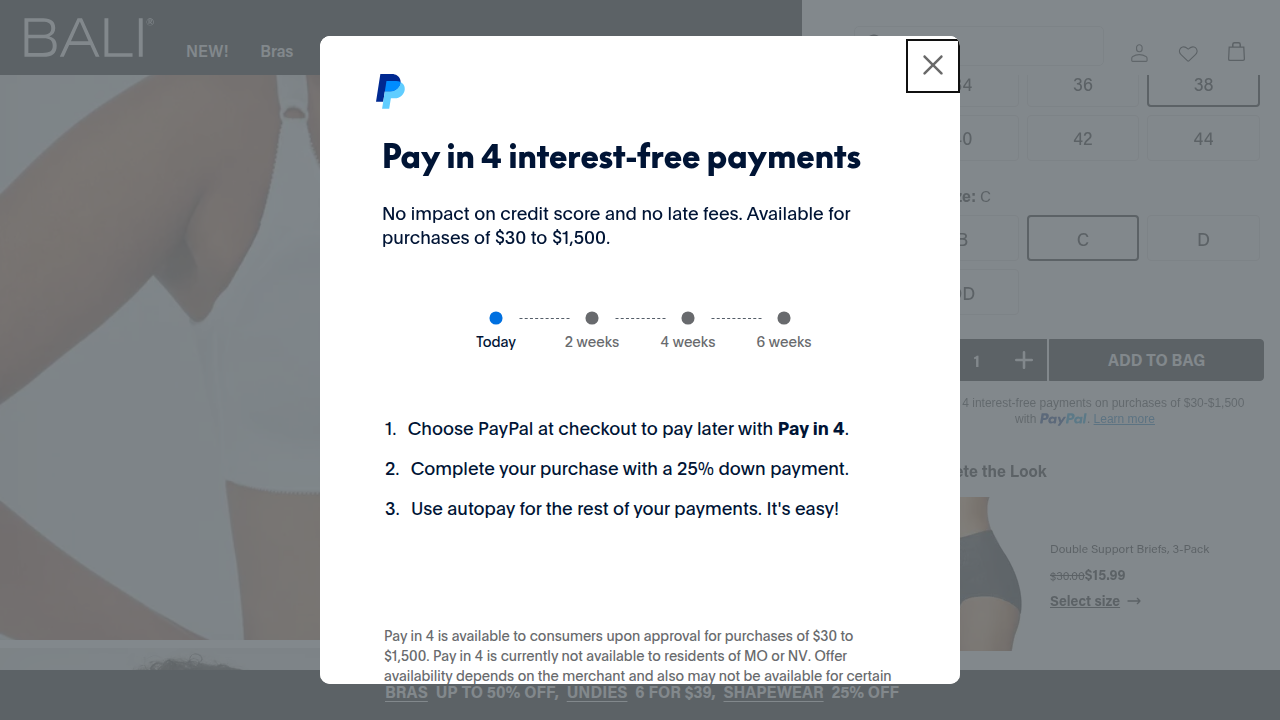 BALI®
NEW! Bras
36 38
42 44
C
C D
1 ADD TO BAG
4 interest-free payments on purchases of $30-$1,500
with PayPal. Learn more
the Look
Double Support Briefs, 3-Pack
$30.00 $15.99
Select size →
Pay in 4 interest-free payments
No impact on credit score and no late fees. Available for
purchases of $30 to $1,500.
Today 2 weeks 4 weeks 6 weeks
1. Choose PayPal at checkout to pay later with Pay in 4.
2. Complete your purchase with a 25% down payment.
3. Use autopay for the rest of your payments. It's easy!
Pay in 4 is available to consumers upon approval for purchases of $30 to
$1,500. Pay in 4 is currently not available to residents of MO or NV. Offer
availability depends on the merchant and also may not be available for certain
BRAS UP TO 50% OFF, UNDIES 6 FOR $39, SHAPEWEAR 25% OFF